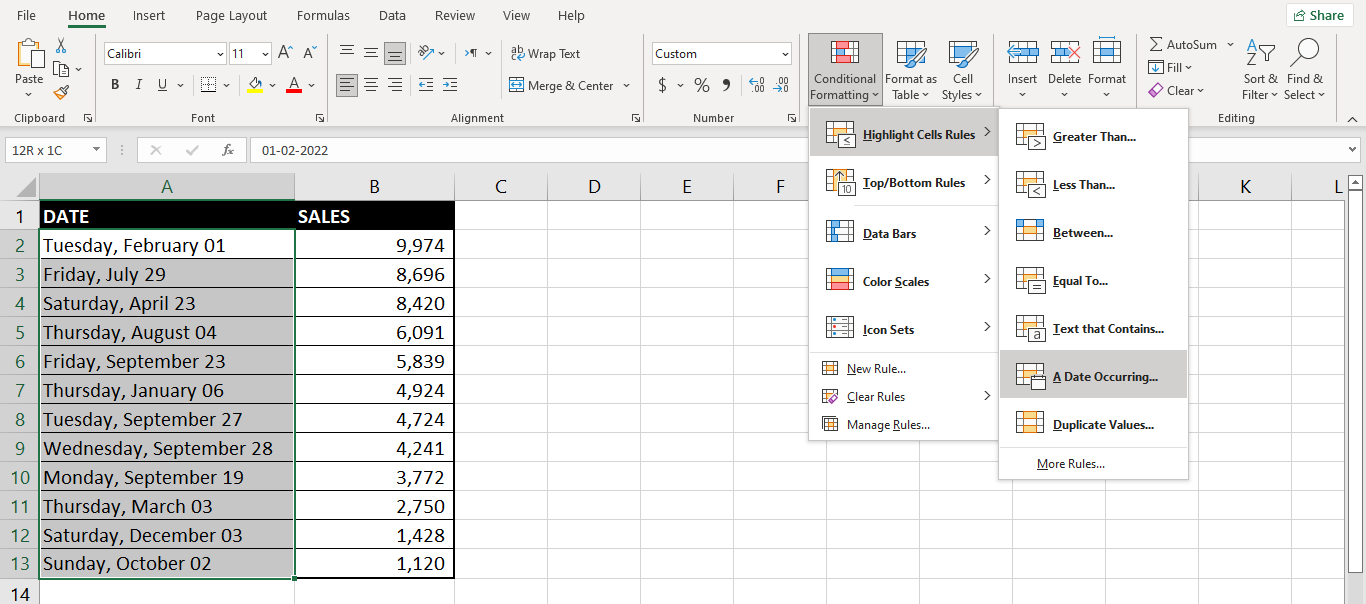 File Home Insert Page Layout Formulas Data Review View Help Share
Calibri 11 Wrap Text Custom AutoSum
Paste Conditional Formatting Format as Table Cell Styles Insert Delete Format Fill Sort & Filter Find & Select
B I U A Merge & Center $ % Clear
Clipboard Font Alignment Number Editing
12R x 1C fx 01-02-2022
Highlight Cells Rules
Top/Bottom Rules
Data Bars
Color Scales
Icon Sets
New Rule...
Clear Rules
Manage Rules...
Greater Than...
Less Than...
Between...
Equal To...
Text that Contains...
A Date Occurring...
Duplicate Values...
More Rules...
A B C D E F K L
1 DATE SALES
2 Tuesday, February 01 9,974
3 Friday, July 29 8,696
4 Saturday, April 23 8,420
5 Thursday, August 04 6,091
6 Friday, September 23 5,839
7 Thursday, January 06 4,924
8 Tuesday, September 27 4,724
9 Wednesday, September 28 4,241
10 Monday, September 19 3,772
11 Thursday, March 03 2,750
12 Saturday, December 03 1,428
13 Sunday, October 02 1,120
14